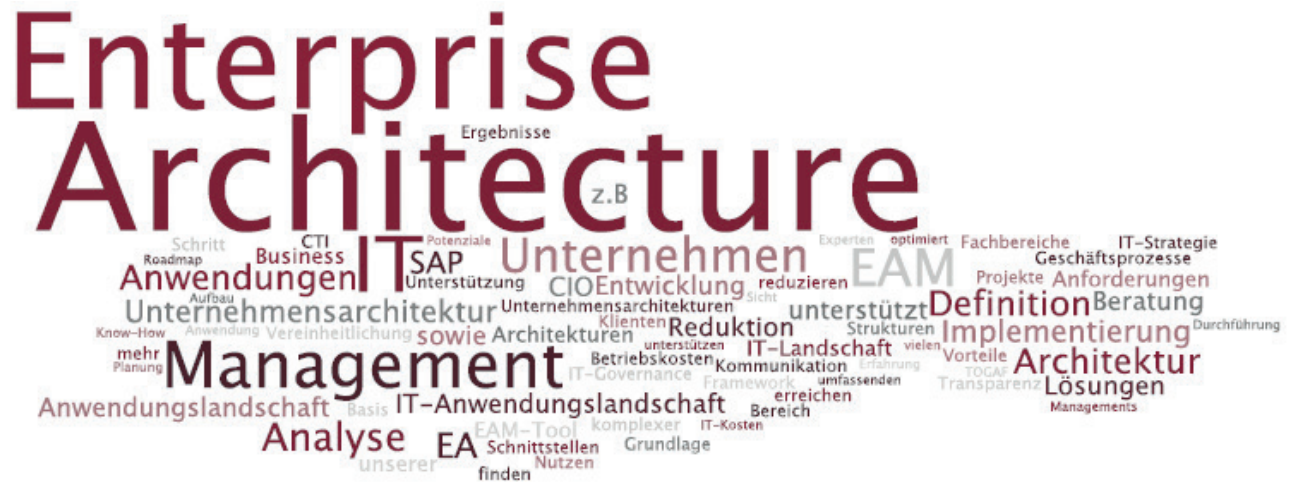 Enterprise
Ergebnisse
Architecture
z.B
Schritt CTI IT Potenziale Unternehmen Experten optimiert Fachbereiche IT-Strategie
Roadmap Business SAP EAM Geschäftsprozesse
Anwendungen Unterstützung CIO Entwicklung reduzieren Projekte Anforderungen
Aufbau Sicht
Unternehmensarchitektur Unternehmensarchitekturen unterstützt Definition Beratung
Know-How Anwendung Vereinheitlichung sowie Architekturen Klienten Reduktion Strukturen Implementierung Durchführung
mehr Management unterstützen IT-Landschaft vielen Vorteile Architektur
Planung Betriebskosten Kommunikation Erfahrung TOGAF
IT-Governance Framework umfassenden Transparenz Lösungen
Anwendungslandschaft Basis IT-Anwendungslandschaft erreichen Bereich Managements
Analyse EA EAM-Tool komplexer IT-Kosten
Schnittstellen Grundlage
unserer finden Nutzen